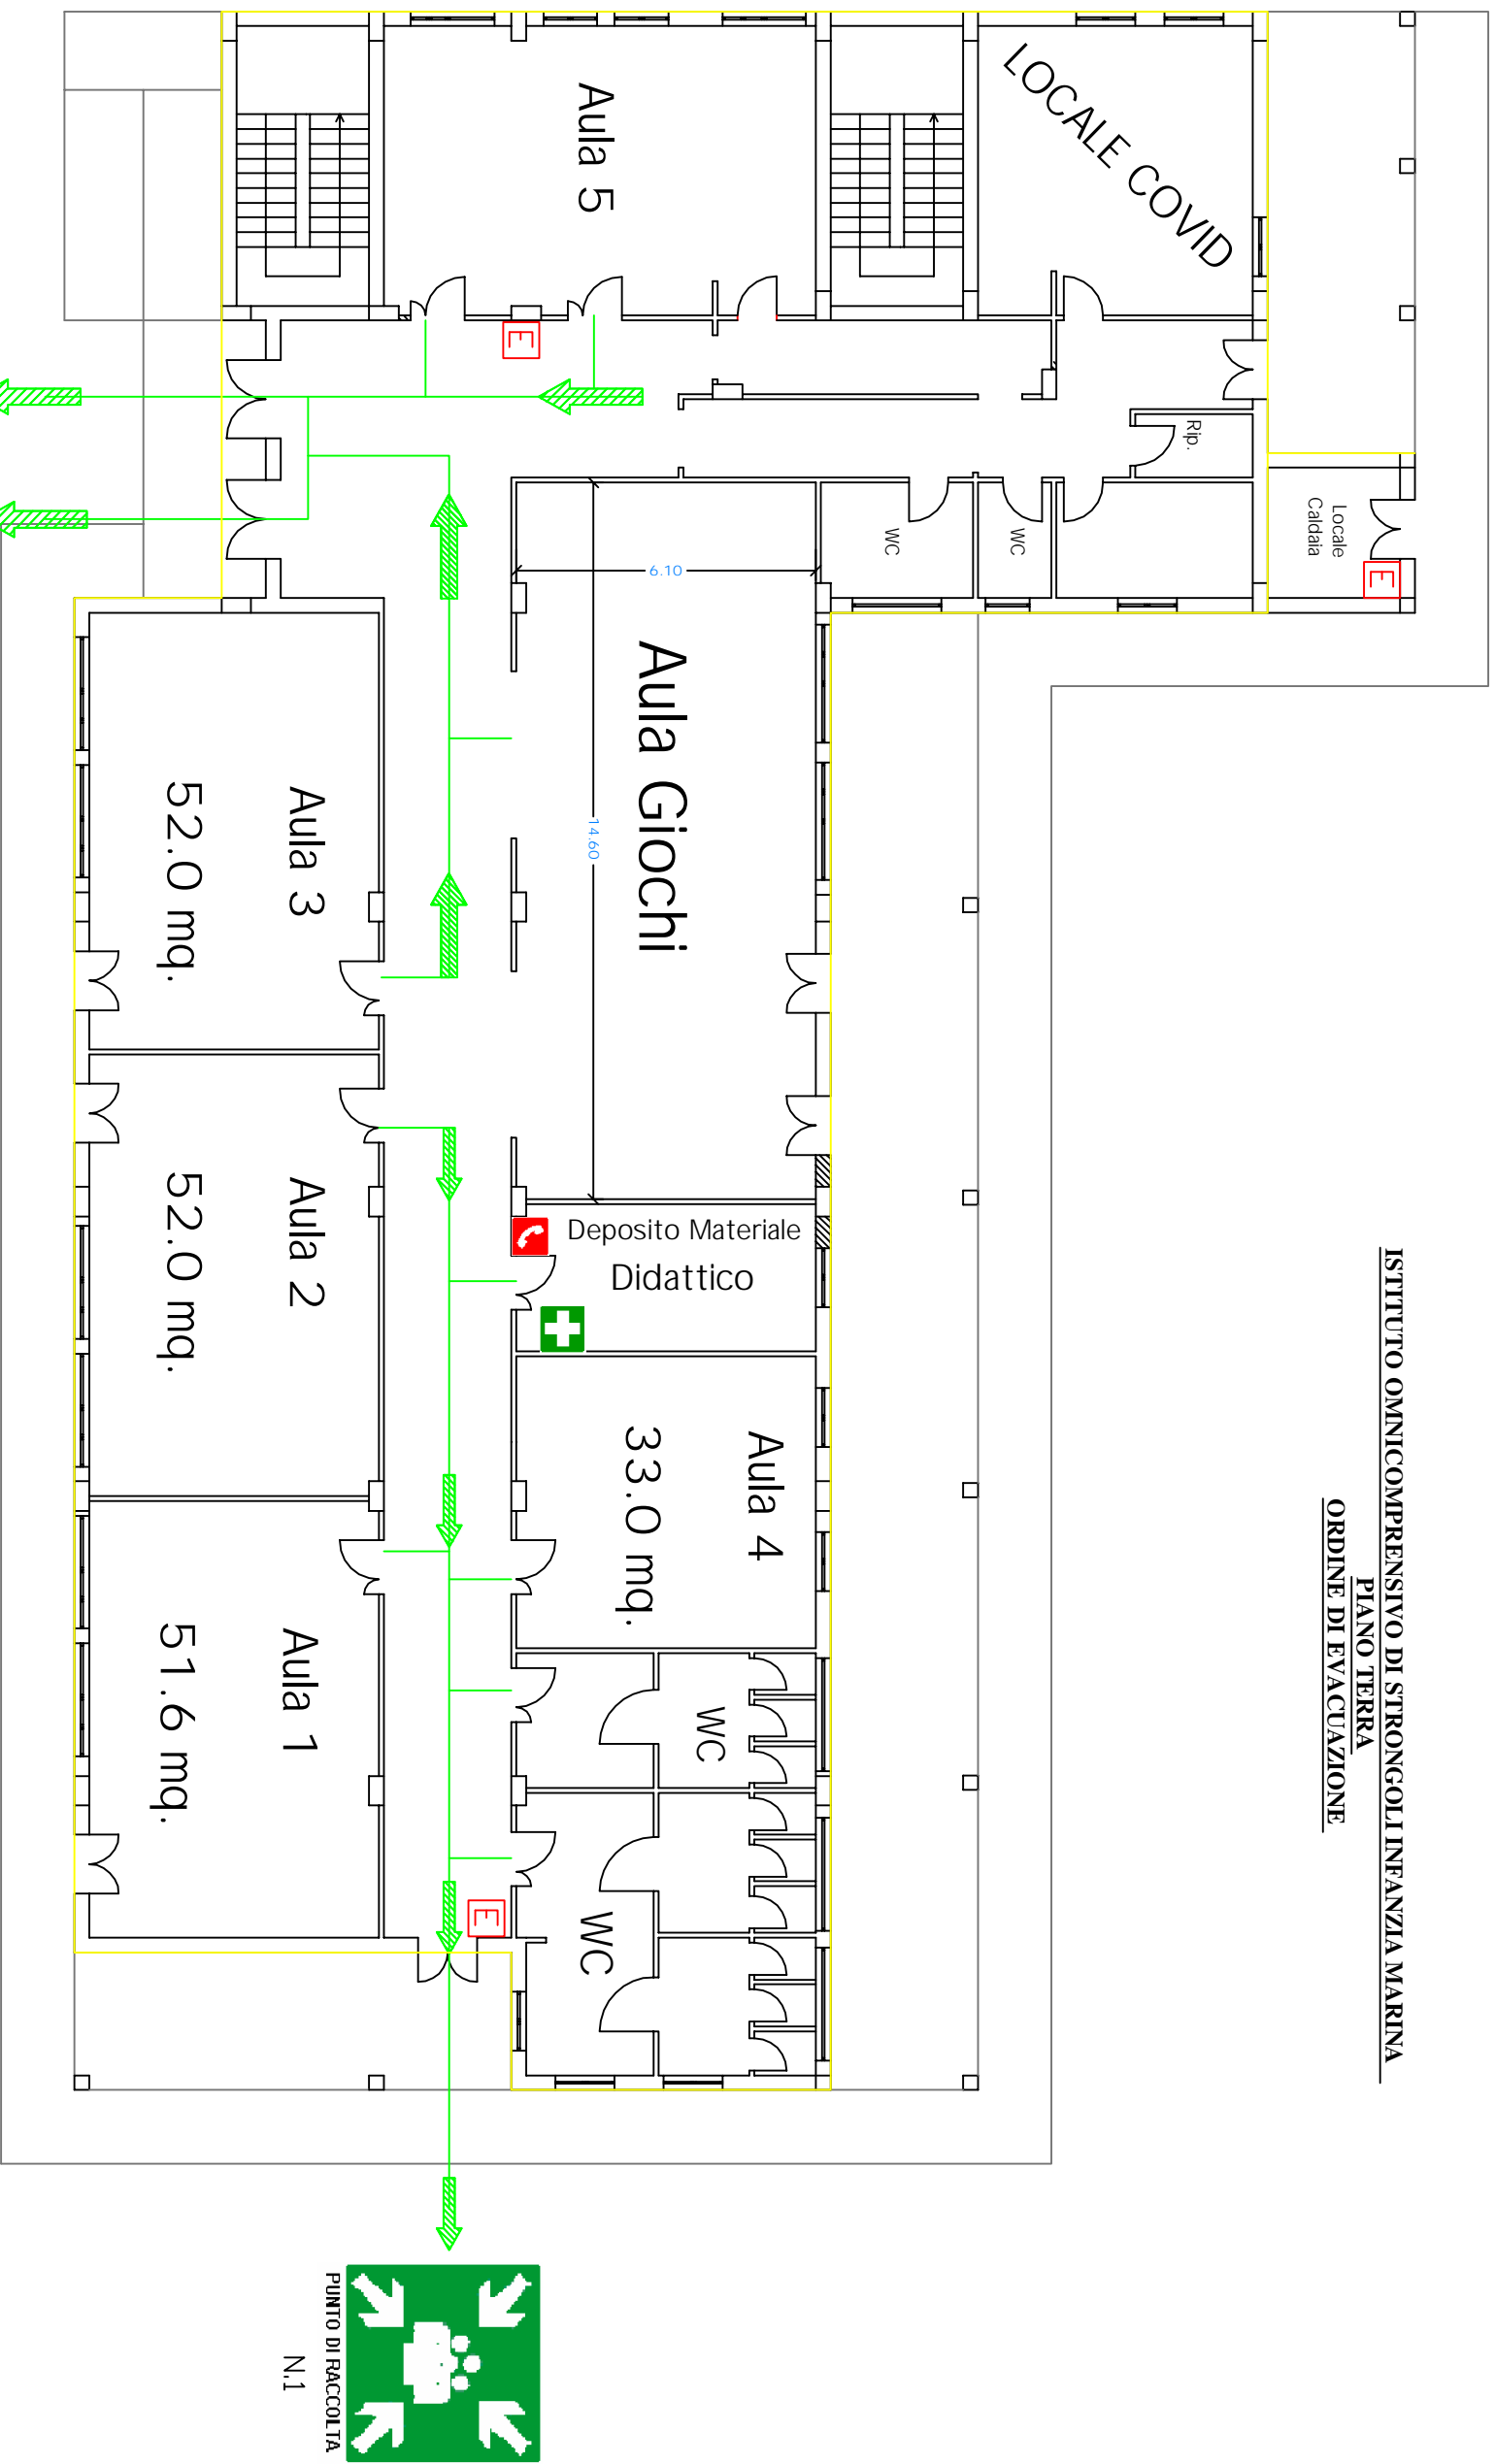 ISTITUTO OMNICOMPRENSIVO DI STRONGOLI INFANZIA MARINA
PIANO TERRA
ORDINE DI EVACUAZIONE
LOCALE COVID
Aula 5
Rip.
Locale
Caldaia
E
E
WC
WC
6.10
14.60
Aula Giochi
Aula 3
52.0 mq.
Aula 2
52.0 mq.
Deposito Materiale
Didattico
Aula 4
33.0 mq.
Aula 1
51.6 mq.
WC
WC
E
PUNTO DI RACCOLTA
N.1